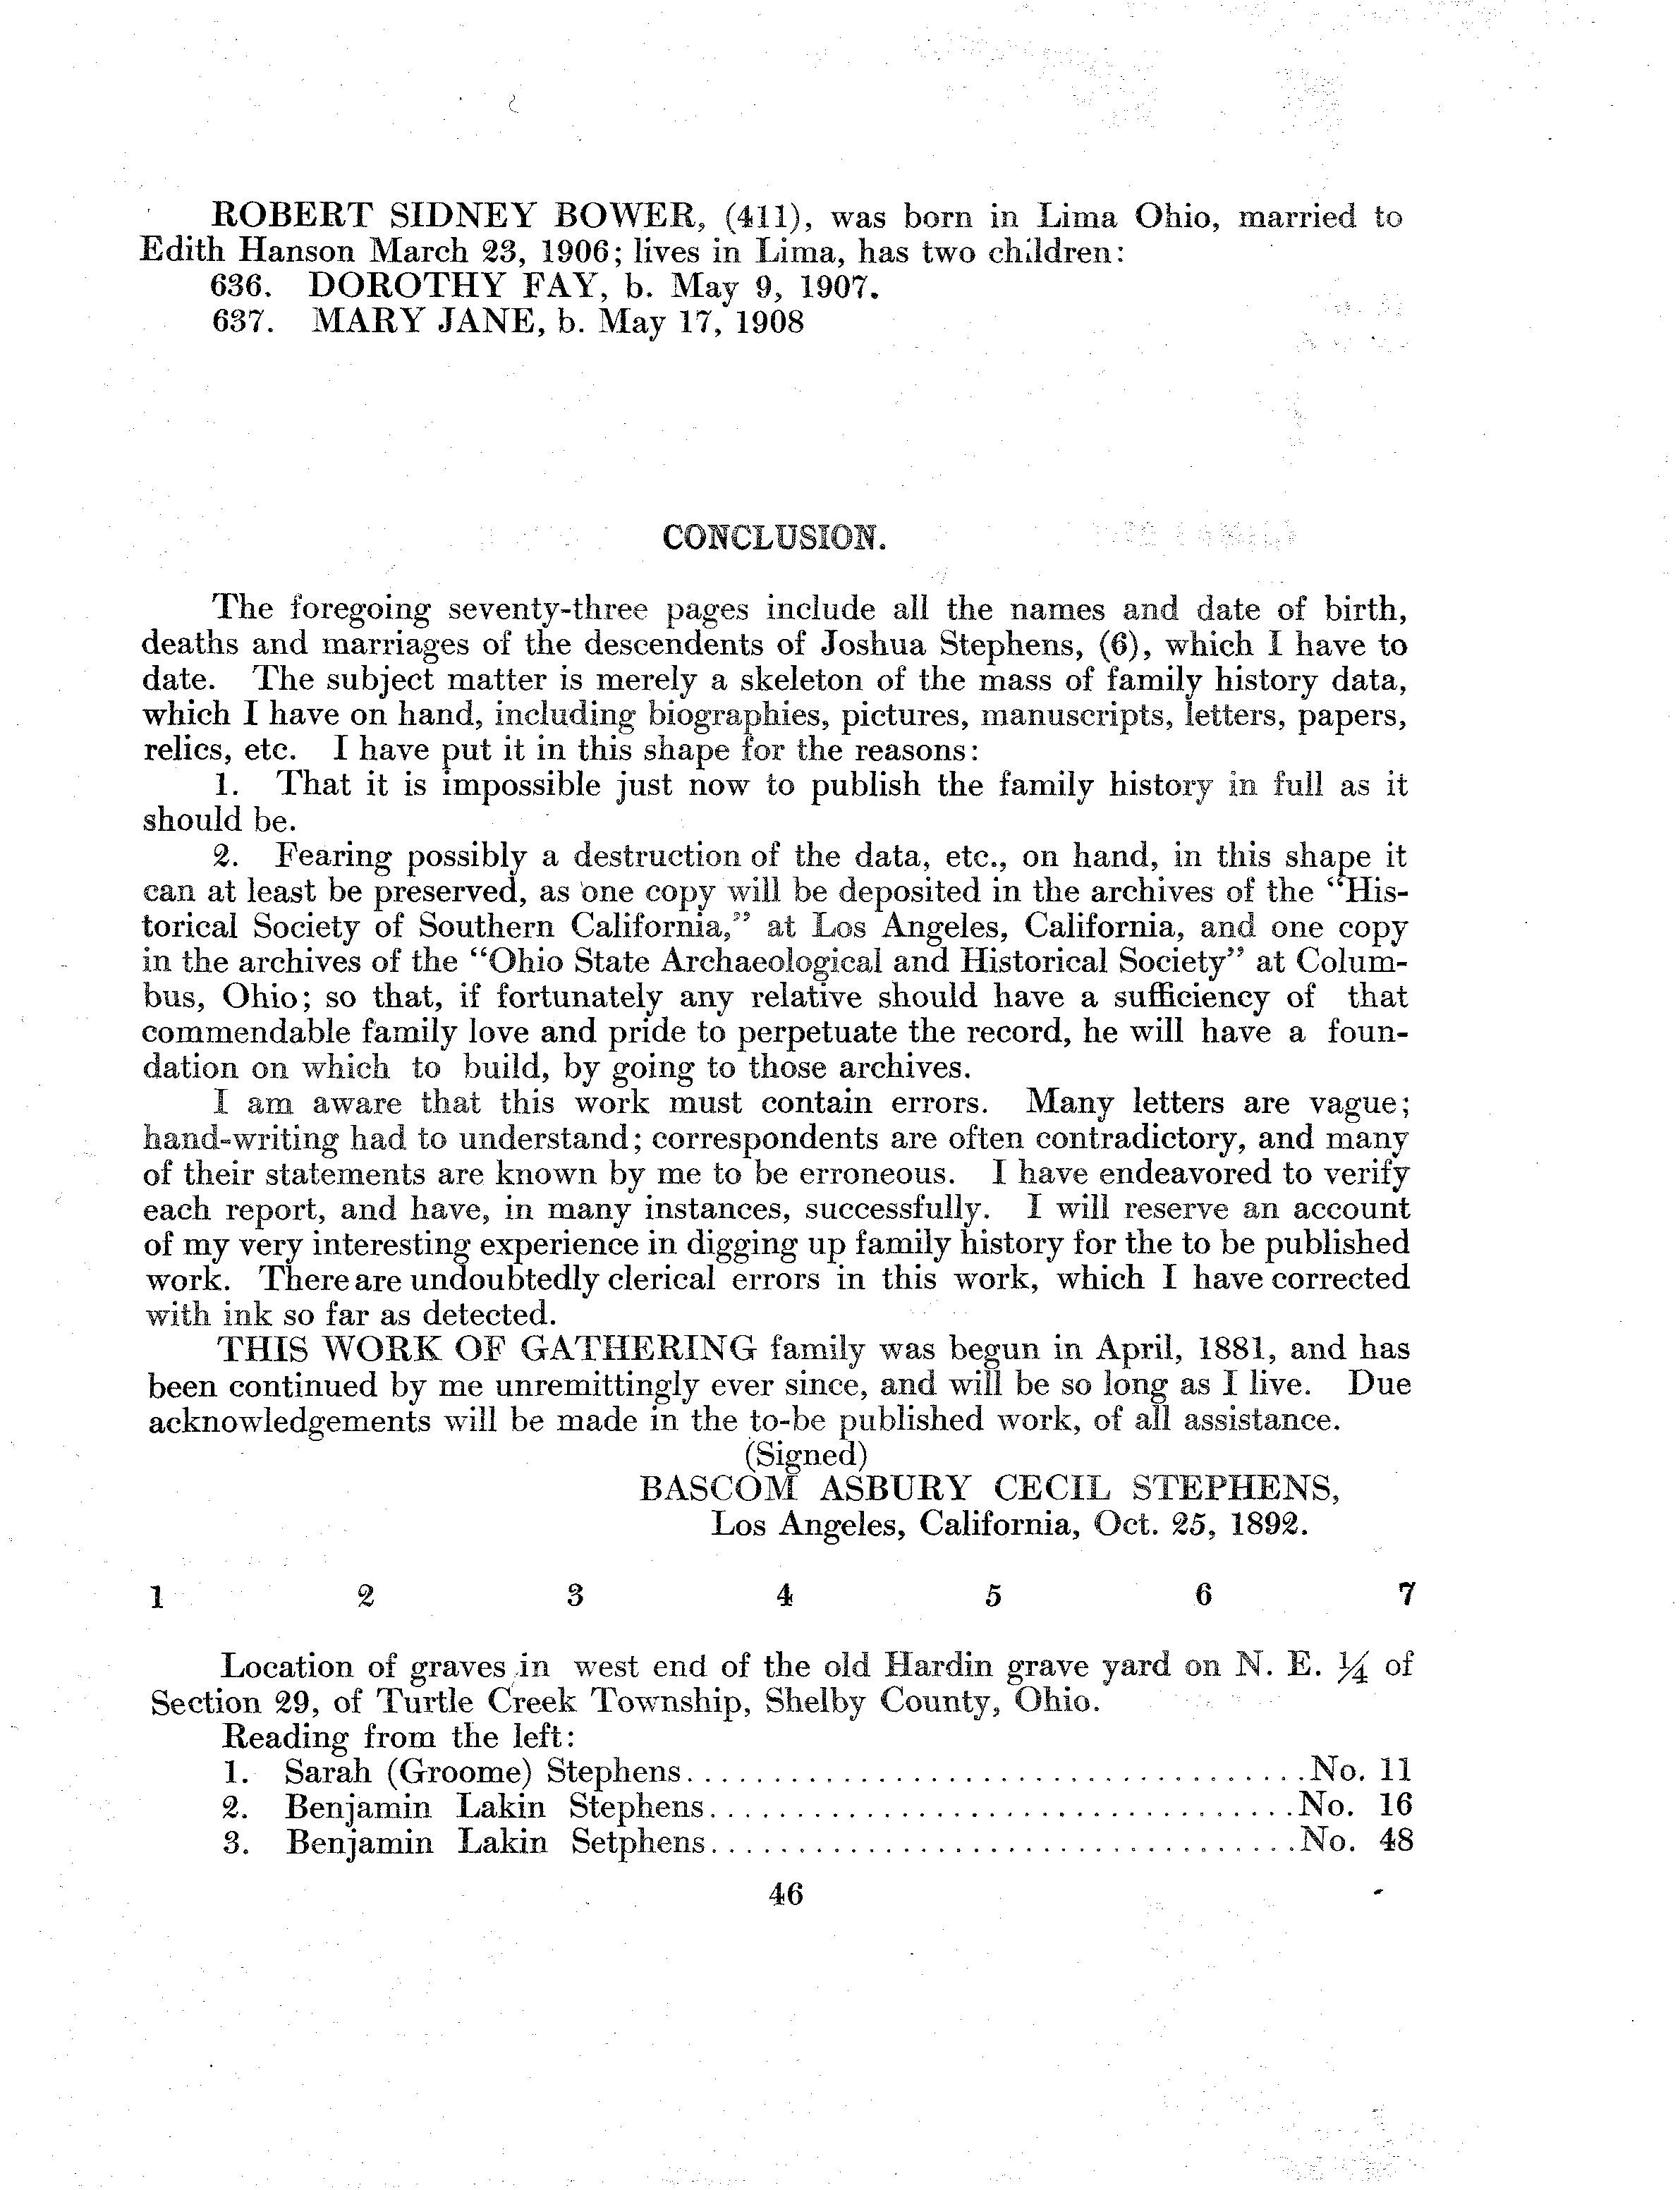 ROBERT SIDNEY BOWER, (411), was born in Lima Ohio, married to
Edith Hanson March 23, 1906; lives in Lima, has two children:
636. DOROTHY FAY, b. May 9, 1907.
637. MARY JANE, b. May 17, 1908
CONCLUSION.
The foregoing seventy-three pages include all the names and date of birth,
deaths and marriages of the descendents of Joshua Stephens, (6), which I have to
date. The subject matter is merely a skeleton of the mass of family history data,
which I have on hand, including biographies, pictures, manuscripts, letters, papers,
relics, etc. I have put it in this shape for the reasons:
1. That it is impossible just now to publish the family history in full as it
should be.
2. Fearing possibly a destruction of the data, etc., on hand, in this shape it
can at least be preserved, as one copy will be deposited in the archives of the “His-
torical Society of Southern California,” at Los Angeles, California, and one copy
in the archives of the “Ohio State Archaeological and Historical Society” at Colum-
bus, Ohio; so that, if fortunately any relative should have a sufficiency of that
commendable family love and pride to perpetuate the record, he will have a foun-
dation on which to build, by going to those archives.
I am aware that this work must contain errors. Many letters are vague;
hand-writing had to understand; correspondents are often contradictory, and many
of their statements are known by me to be erroneous. I have endeavored to verify
each report, and have, in many instances, successfully. I will reserve an account
of my very interesting experience in digging up family history for the to be published
work. There are undoubtedly clerical errors in this work, which I have corrected
with ink so far as detected.
THIS WORK OF GATHERING family was begun in April, 1881, and has
been continued by me unremittingly ever since, and will be so long as I live. Due
acknowledgements will be made in the to-be published work, of all assistance.
(Signed)
BASCOM ASBURY CECIL STEPHENS,
Los Angeles, California, Oct. 25, 1892.
1 2 3 4 5 6 7
Location of graves in west end of the old Hardin grave yard on N. E. ¼ of
Section 29, of Turtle Creek Township, Shelby County, Ohio.
Reading from the left:
1. Sarah (Groome) Stephens....................................No. 11
2. Benjamin Lakin Stephens..................................No. 16
3. Benjamin Lakin Setphens..................................No. 48
46